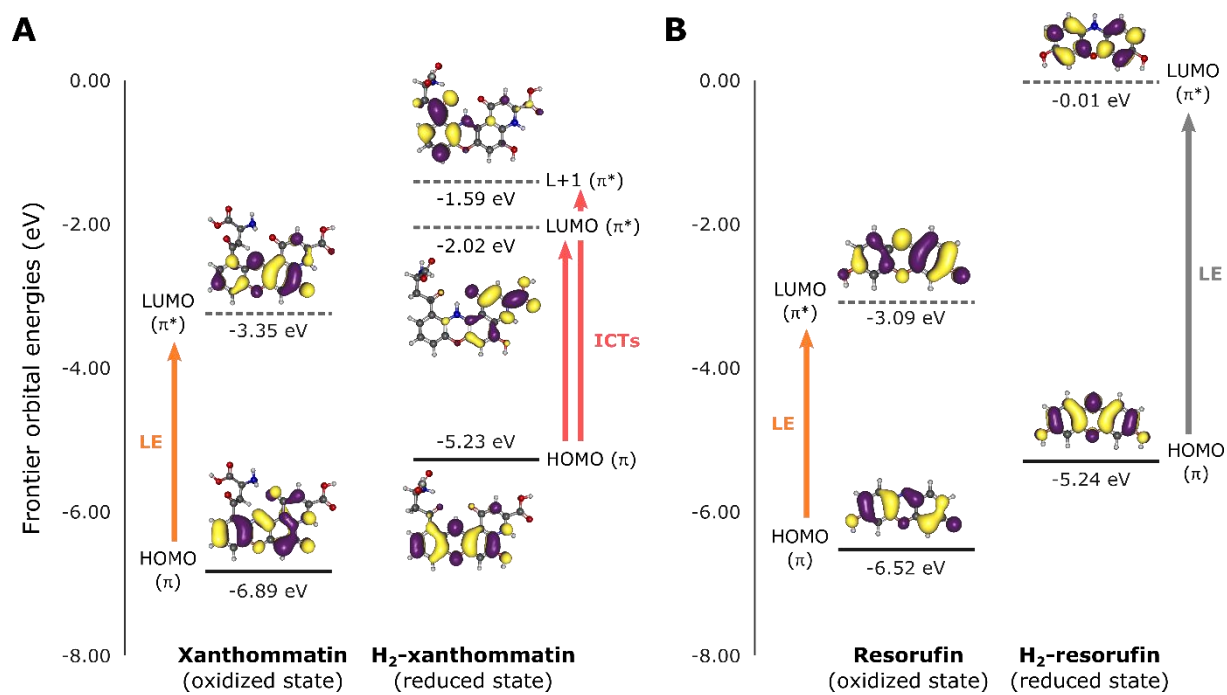 A
Frontier orbital energies (eV)
0.00
-2.00
-4.00
-6.00
-8.00
LUMO
(π*)
-3.35 eV
LE
HOMO
(π)
-6.89 eV
Xanthommatin
(oxidized state)
L+1 (π*)
-1.59 eV
LUMO (π*)
-2.02 eV
ICTs
-5.23 eV
HOMO (π)
H₂-xanthommatin
(reduced state)
B
0.00
-2.00
-4.00
-6.00
-8.00
LUMO
(π*)
-3.09 eV
LE
HOMO
(π)
-6.52 eV
Resorufin
(oxidized state)
LUMO
(π*)
-0.01 eV
LE
HOMO
(π)
-5.24 eV
H₂-resorufin
(reduced state)